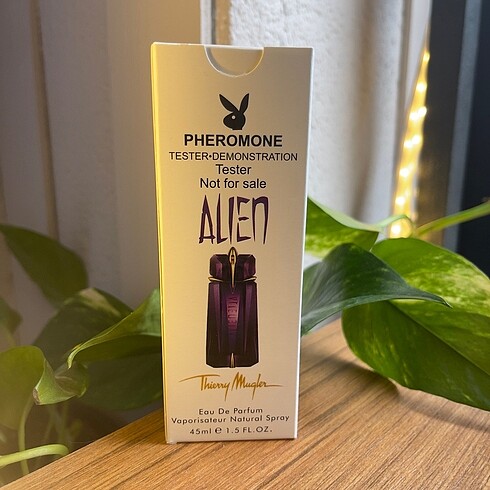 PHEROMONE
TESTER•DEMONSTRATION
Tester
Not for sale
ALIEN
Thierry Mugler
Eau De Parfum
Vaporisateur Natural Spray
45ml ℮ 1.5 FL.OZ.